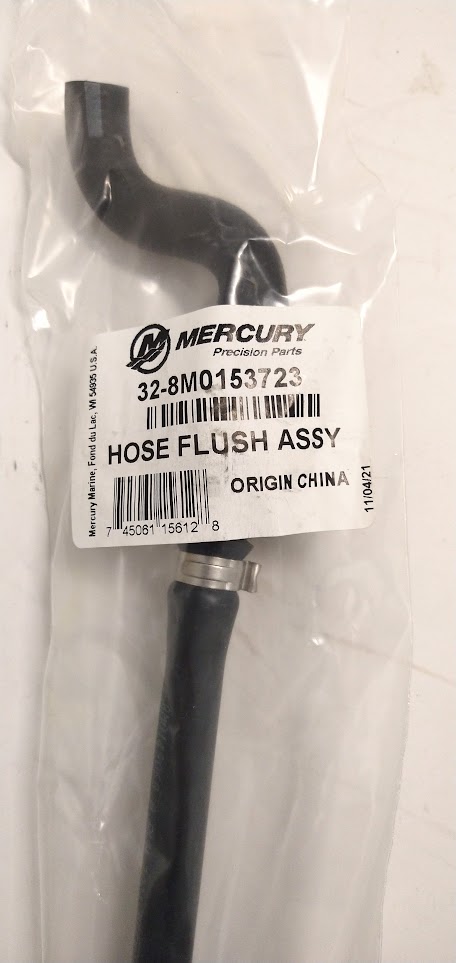 MERCURY
Precision Parts
32-8M0153723
HOSE FLUSH ASSY
ORIGIN CHINA
7 45061 15612 8
11/04/21
Mercury Marine, Fond du Lac, WI 54935 U.S.A.